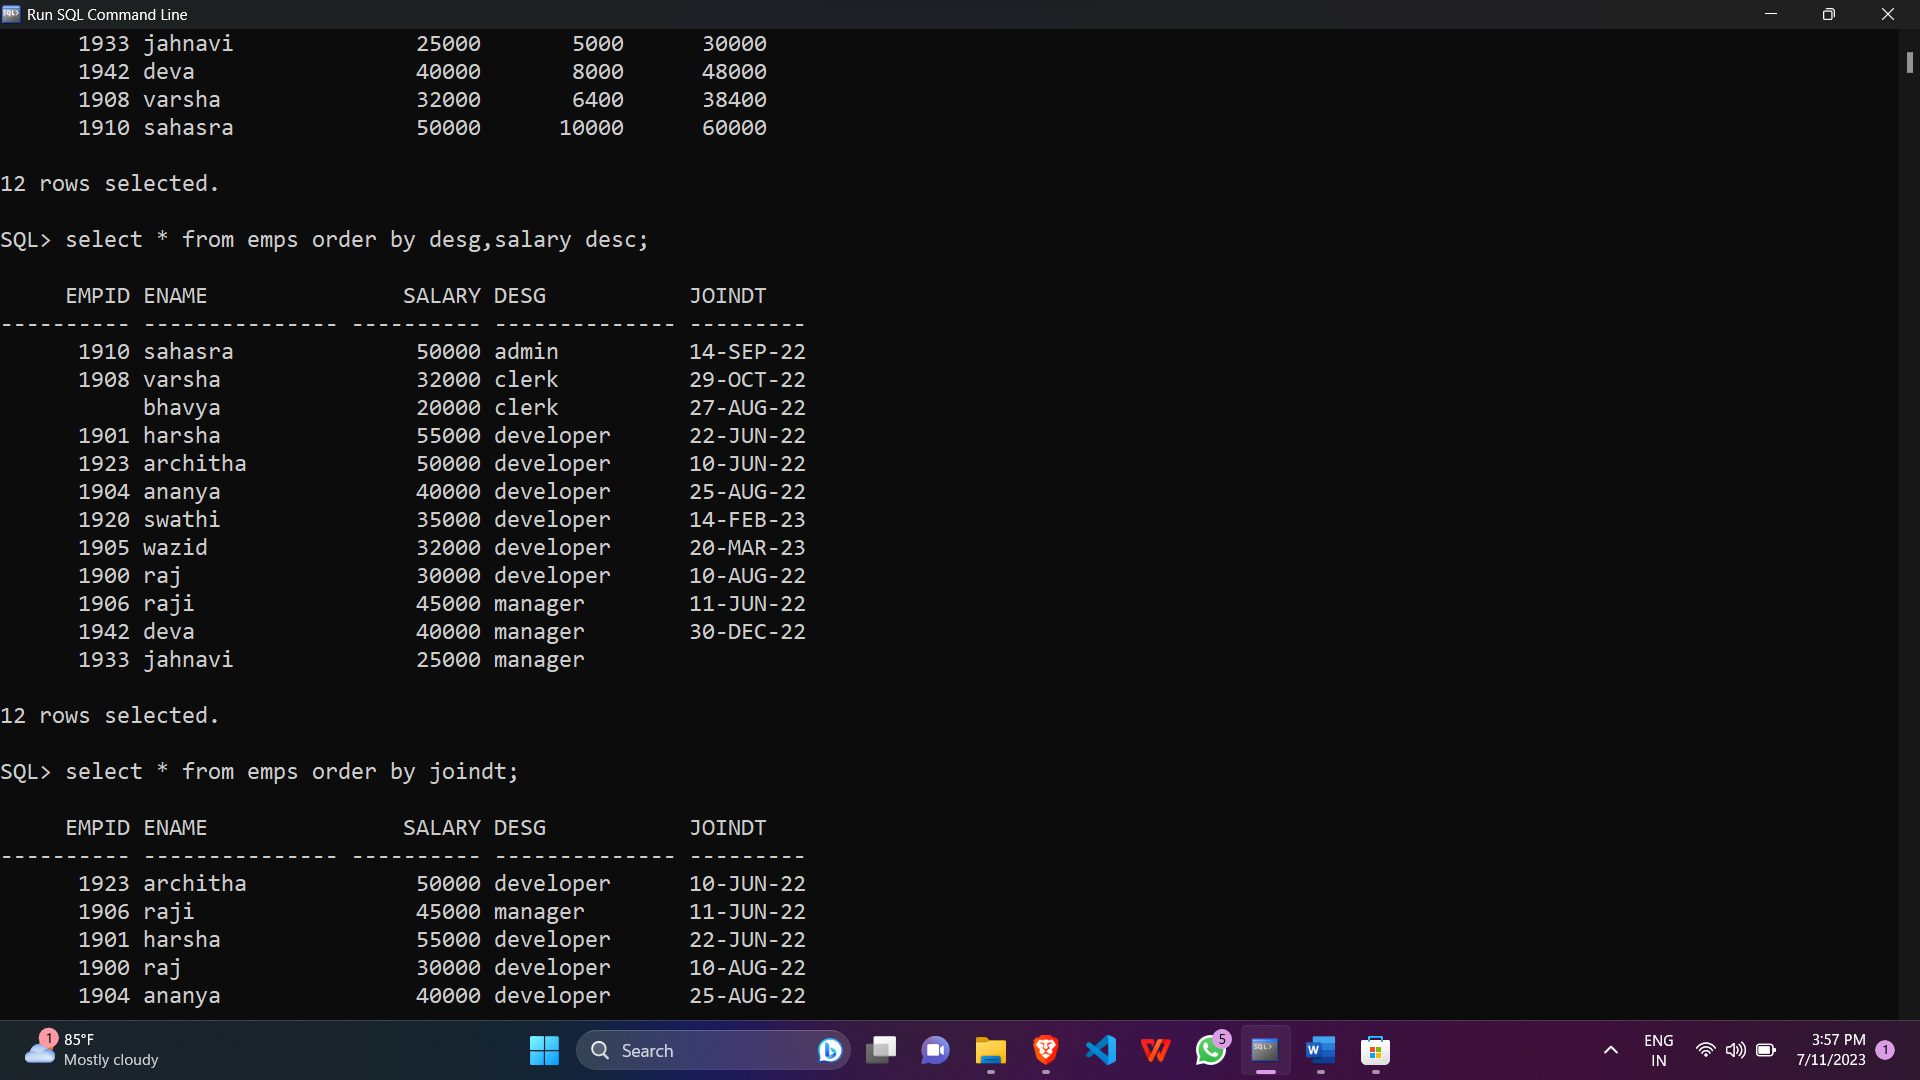 Run SQL Command Line
      1933 jahnavi              25000       5000      30000
      1942 deva                 40000       8000      48000
      1908 varsha               32000       6400      38400
      1910 sahasra              50000      10000      60000
12 rows selected.
SQL> select * from emps order by desg,salary desc;
     EMPID ENAME               SALARY DESG           JOINDT
---------- --------------- ---------- -------------- ---------
      1910 sahasra              50000 admin          14-SEP-22
      1908 varsha               32000 clerk          29-OCT-22
           bhavya               20000 clerk          27-AUG-22
      1901 harsha               55000 developer      22-JUN-22
      1923 architha             50000 developer      10-JUN-22
      1904 ananya               40000 developer      25-AUG-22
      1920 swathi               35000 developer      14-FEB-23
      1905 wazid                32000 developer      20-MAR-23
      1900 raj                  30000 developer      10-AUG-22
      1906 raji                 45000 manager        11-JUN-22
      1942 deva                 40000 manager        30-DEC-22
      1933 jahnavi              25000 manager
12 rows selected.
SQL> select * from emps order by joindt;
     EMPID ENAME               SALARY DESG           JOINDT
---------- --------------- ---------- -------------- ---------
      1923 architha             50000 developer      10-JUN-22
      1906 raji                 45000 manager        11-JUN-22
      1901 harsha               55000 developer      22-JUN-22
      1900 raj                  30000 developer      10-AUG-22
      1904 ananya               40000 developer      25-AUG-22
1
85°F
Mostly cloudy
Search
5
SQL>
W
ENG
IN
3:57 PM
7/11/2023
1